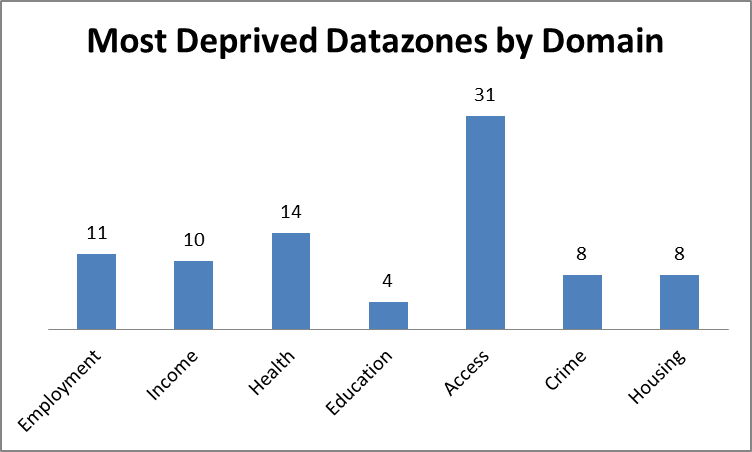 Most Deprived Datazones by Domain
31
14
11
10
8
8
4
Employment
Income
Health
Education
Access
Crime
Housing